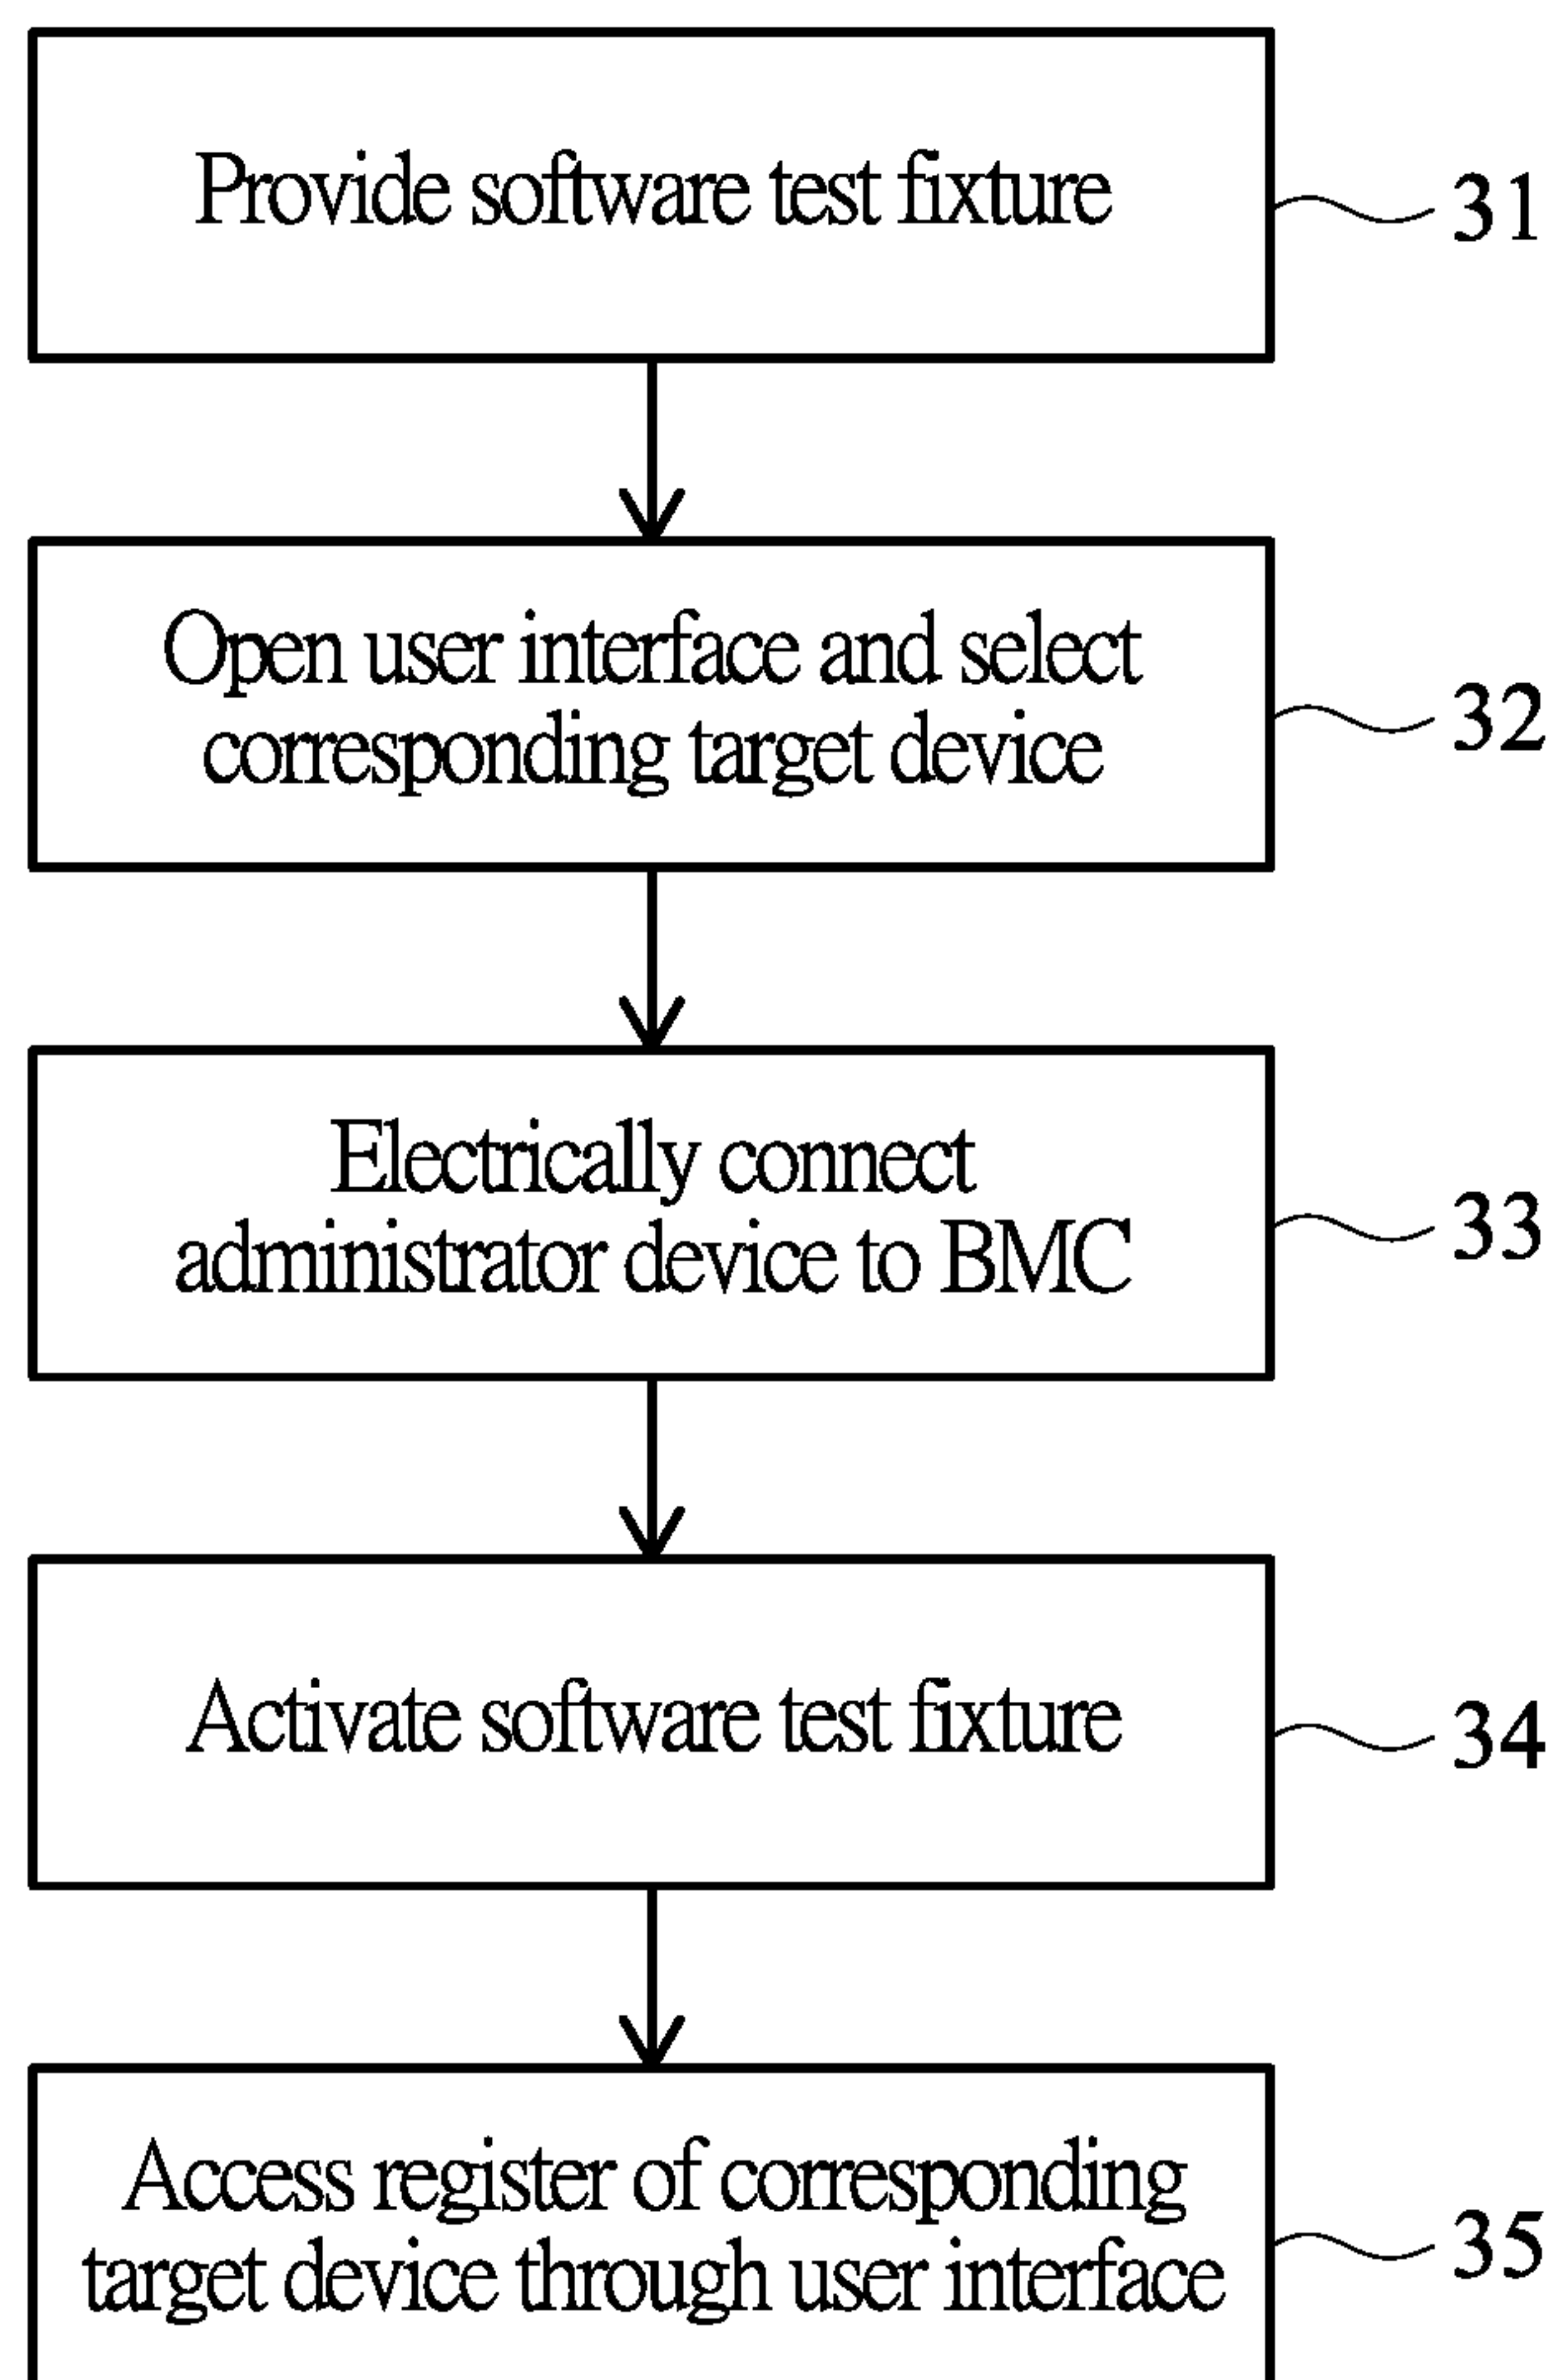 Provide software test fixture
31
Open user interface and select
corresponding target device
32
Electrically connect
administrator device to BMC
33
Activate software test fixture
34
Access register of corresponding
target device through user interface
35